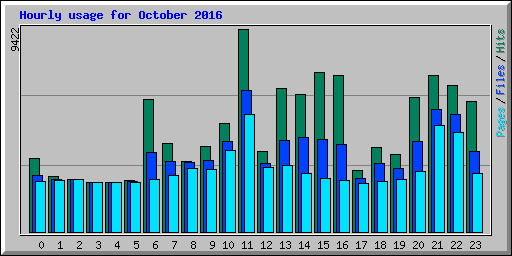 Hourly usage for October 2016
9422
Pages/Files/Hits
0 1 2 3 4 5 6 7 8 9 10 11 12 13 14 15 16 17 18 19 20 21 22 23